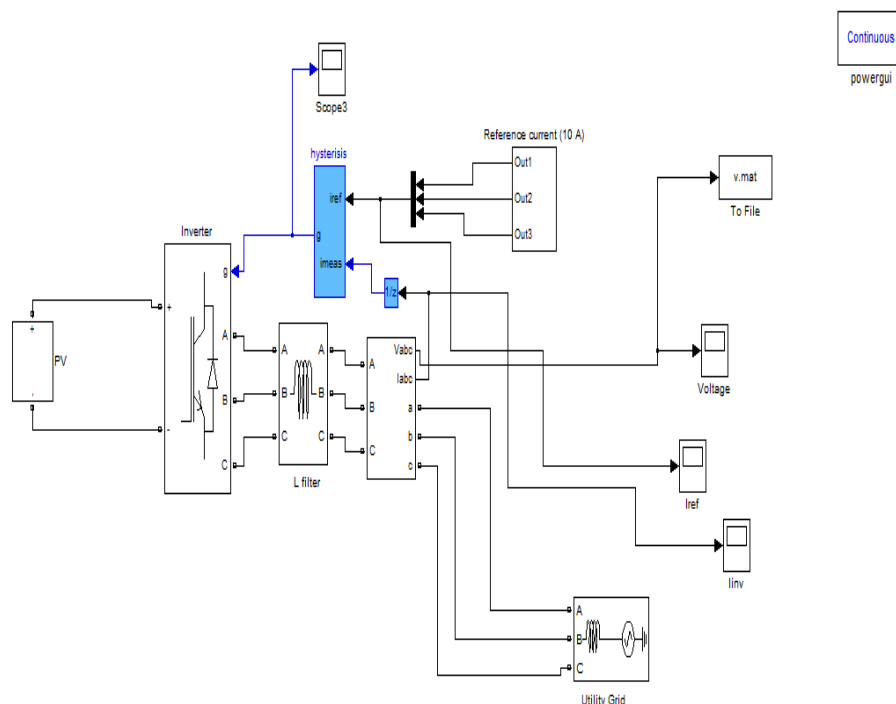 Continuous
powergui
Scope3
Reference current (10 A)
hysterisis
Out1
iref
Out2
v.mat
To File
Out3
g
Inverter
imeas
g
1/z
+
+
A
A
A
A
Vabc
PV
Iabc
Voltage
B
B
B
B
a
-
-
b
C
C
C
C
c
L filter
Iref
Iinv
A
B
C
Utility Grid